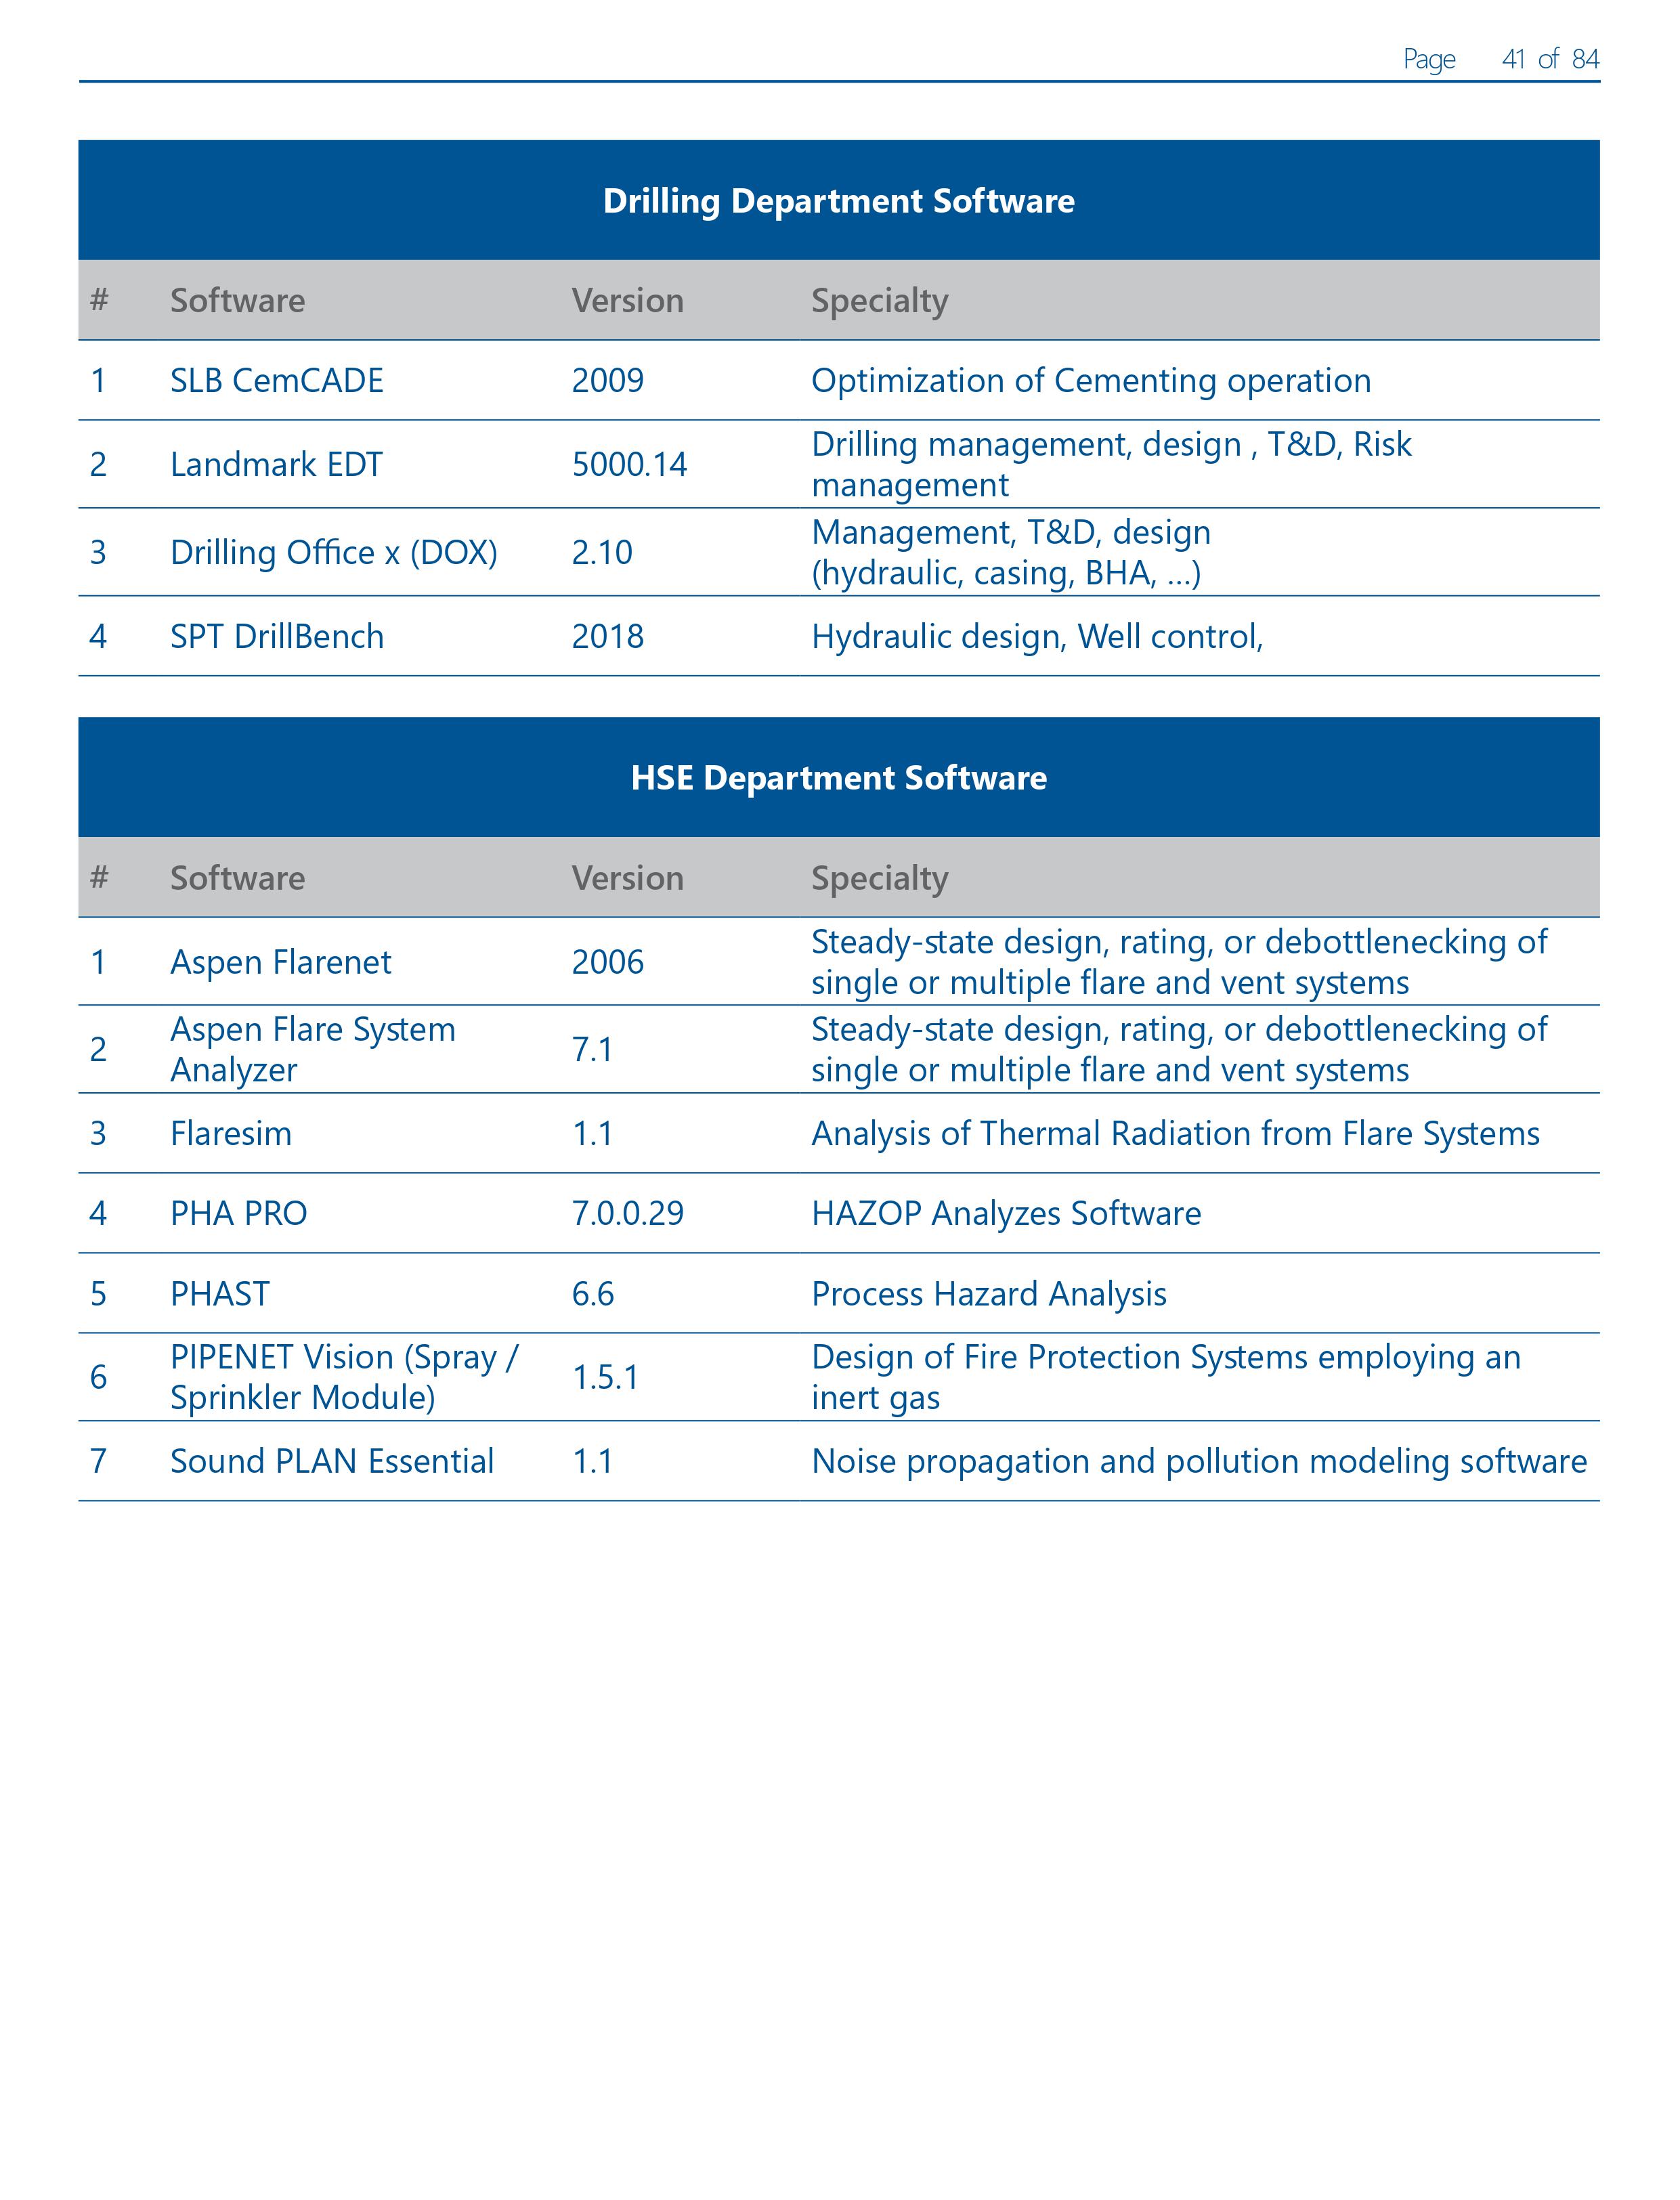 Page 41 of 84
Drilling Department Software
# Software Version Specialty
1 SLB CemCADE 2009 Optimization of Cementing operation
2 Landmark EDT 5000.14 Drilling management, design , T&D, Risk
management
3 Drilling Office x (DOX) 2.10 Management, T&D, design
(hydraulic, casing, BHA, ...)
4 SPT DrillBench 2018 Hydraulic design, Well control,
HSE Department Software
# Software Version Specialty
1 Aspen Flarenet 2006 Steady-state design, rating, or debottlenecking of
single or multiple flare and vent systems
2 Aspen Flare System
Analyzer 7.1 Steady-state design, rating, or debottlenecking of
single or multiple flare and vent systems
3 Flaresim 1.1 Analysis of Thermal Radiation from Flare Systems
4 PHA PRO 7.0.0.29 HAZOP Analyzes Software
5 PHAST 6.6 Process Hazard Analysis
6 PIPENET Vision (Spray /
Sprinkler Module) 1.5.1 Design of Fire Protection Systems employing an
inert gas
7 Sound PLAN Essential 1.1 Noise propagation and pollution modeling software